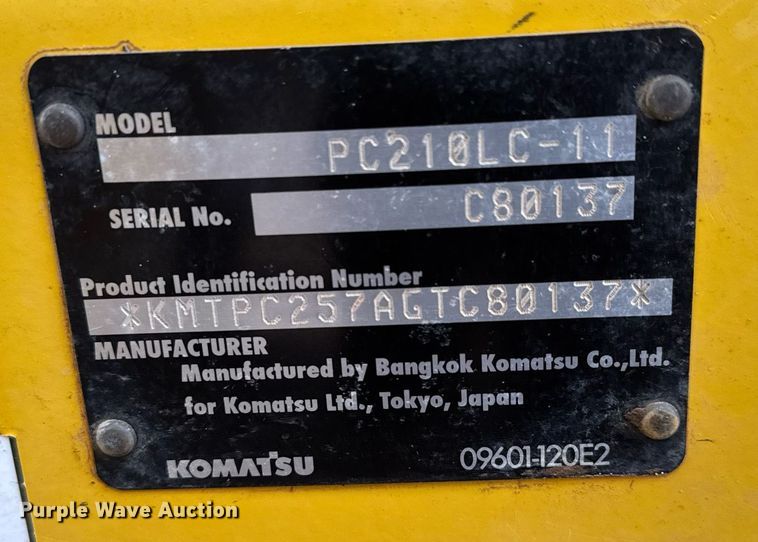 MODEL
PC210LC-11
SERIAL No.
C80137
Product Identification Number
*KMTPC257AGTC80137*
MANUFACTURER
Manufactured by Bangkok Komatsu Co.,Ltd.
for Komatsu Ltd., Tokyo, Japan
KOMATSU
09601-120E2
Purple Wave Auction